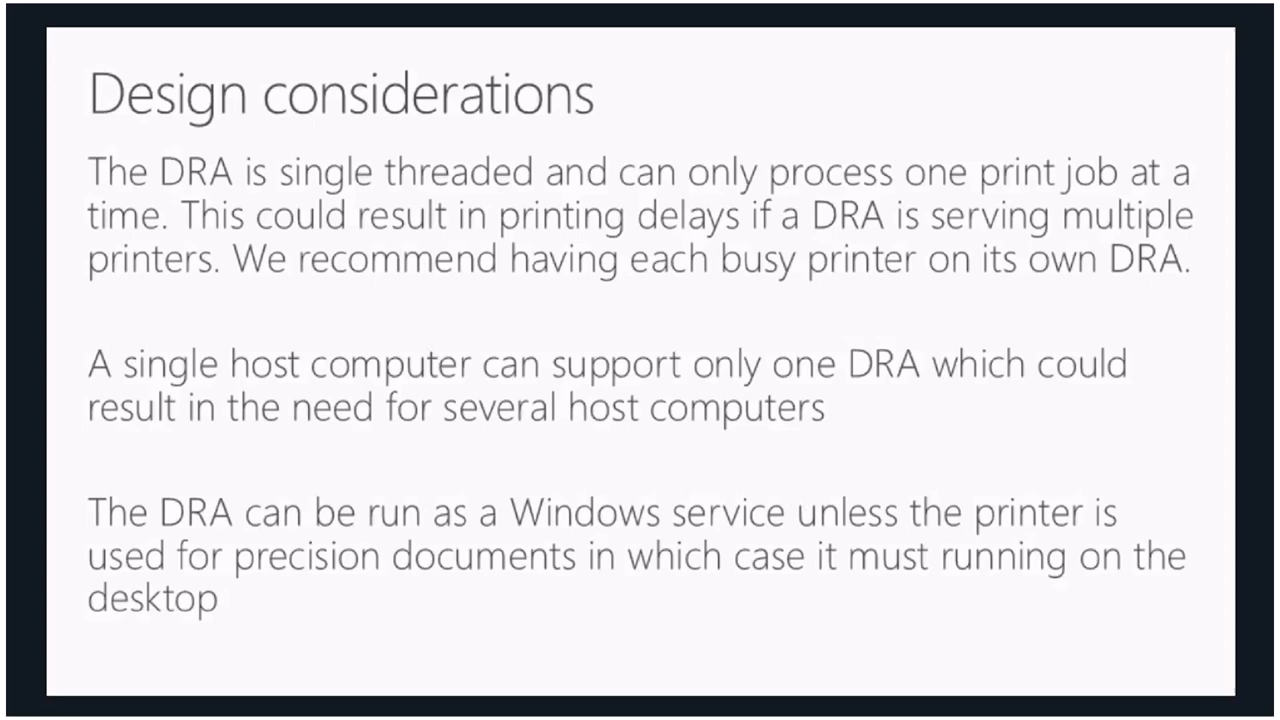 Design considerations
The DRA is single threaded and can only process one print job at a
time. This could result in printing delays if a DRA is serving multiple
printers. We recommend having each busy printer on its own DRA.
A single host computer can support only one DRA which could
result in the need for several host computers
The DRA can be run as a Windows service unless the printer is
used for precision documents in which case it must running on the
desktop